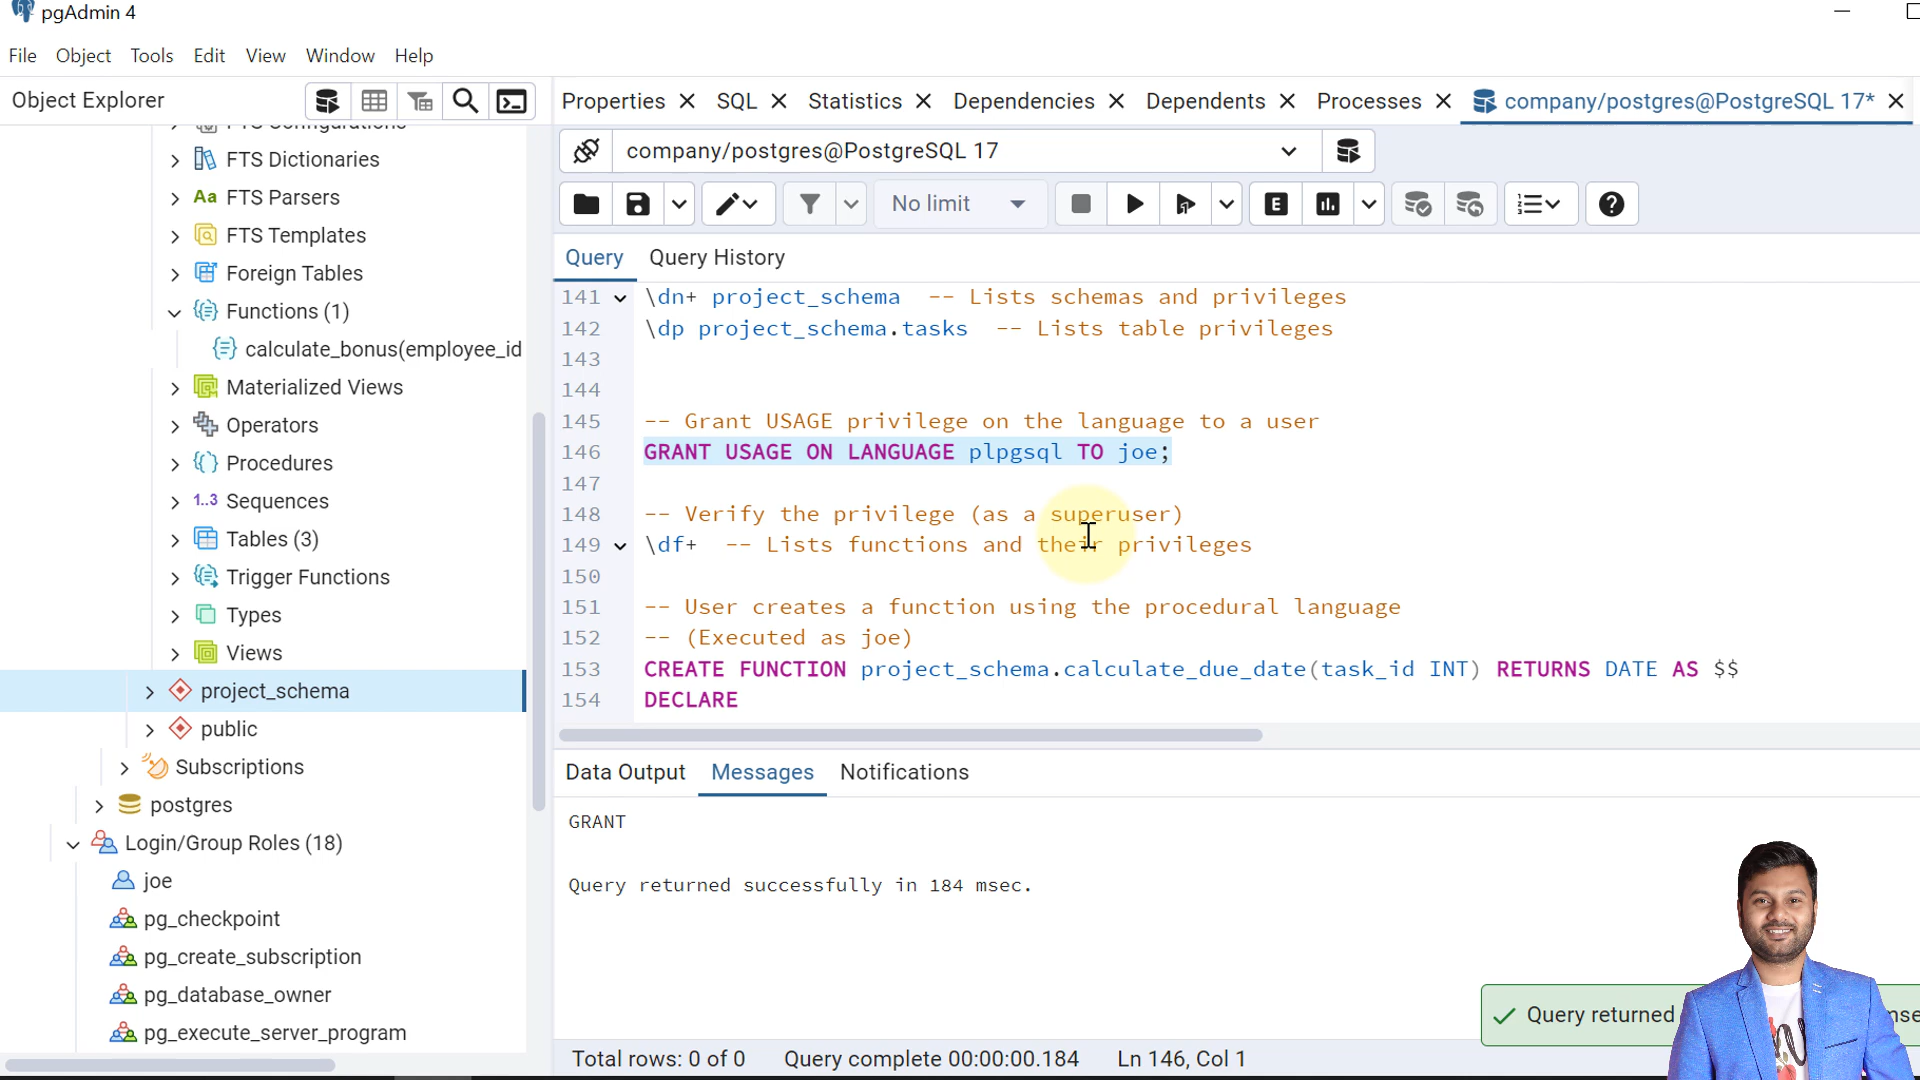 pgAdmin 4
File Object Tools Edit View Window Help
Object Explorer
Properties SQL Statistics Dependencies Dependents Processes company/postgres@PostgreSQL 17*
company/postgres@PostgreSQL 17
No limit
E
Query Query History
FTS Configurations
FTS Dictionaries
Aa FTS Parsers
FTS Templates
Foreign Tables
Functions (1)
calculate_bonus(employee_id
Materialized Views
Operators
Procedures
1..3 Sequences
Tables (3)
Trigger Functions
Types
Views
project_schema
public
Subscriptions
postgres
Login/Group Roles (18)
joe
pg_checkpoint
pg_create_subscription
pg_database_owner
pg_execute_server_program
141 \dn+ project_schema -- Lists schemas and privileges
142 \dp project_schema.tasks -- Lists table privileges
143
144
145 -- Grant USAGE privilege on the language to a user
146 GRANT USAGE ON LANGUAGE plpgsql TO joe;
147
148 -- Verify the privilege (as a superuser)
149 \df+ -- Lists functions and their privileges
150
151 -- User creates a function using the procedural language
152 -- (Executed as joe)
153 CREATE FUNCTION project_schema.calculate_due_date(task_id INT) RETURNS DATE AS $$
154 DECLARE
Data Output Messages Notifications
GRANT
Query returned successfully in 184 msec.
Query returned
Total rows: 0 of 0 Query complete 00:00:00.184 Ln 146, Col 1